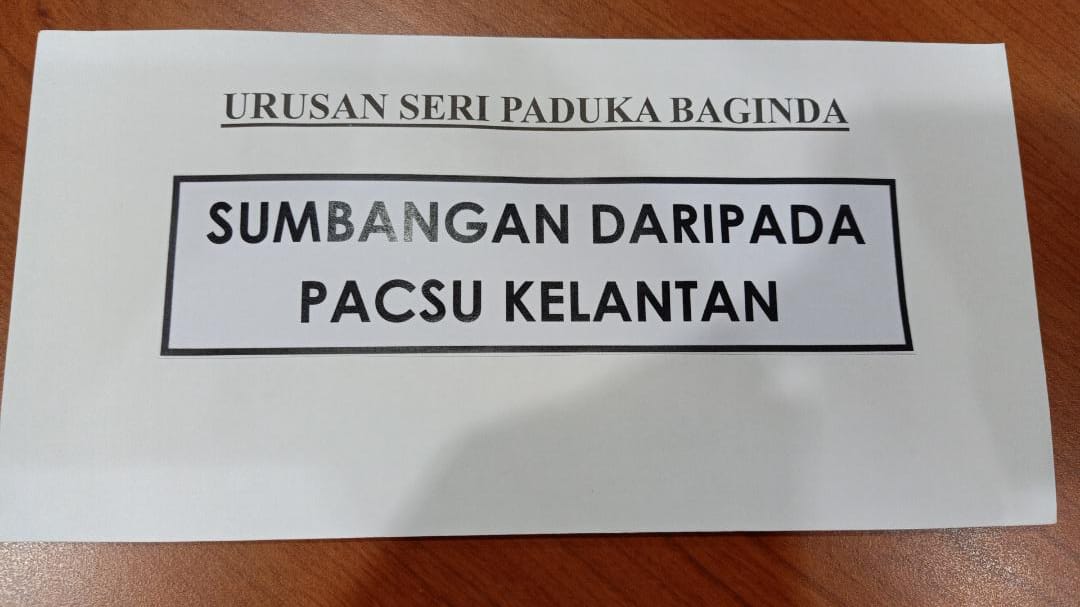 URUSAN SERI PADUKA BAGINDA
SUMBANGAN DARIPADA
PACSU KELANTAN